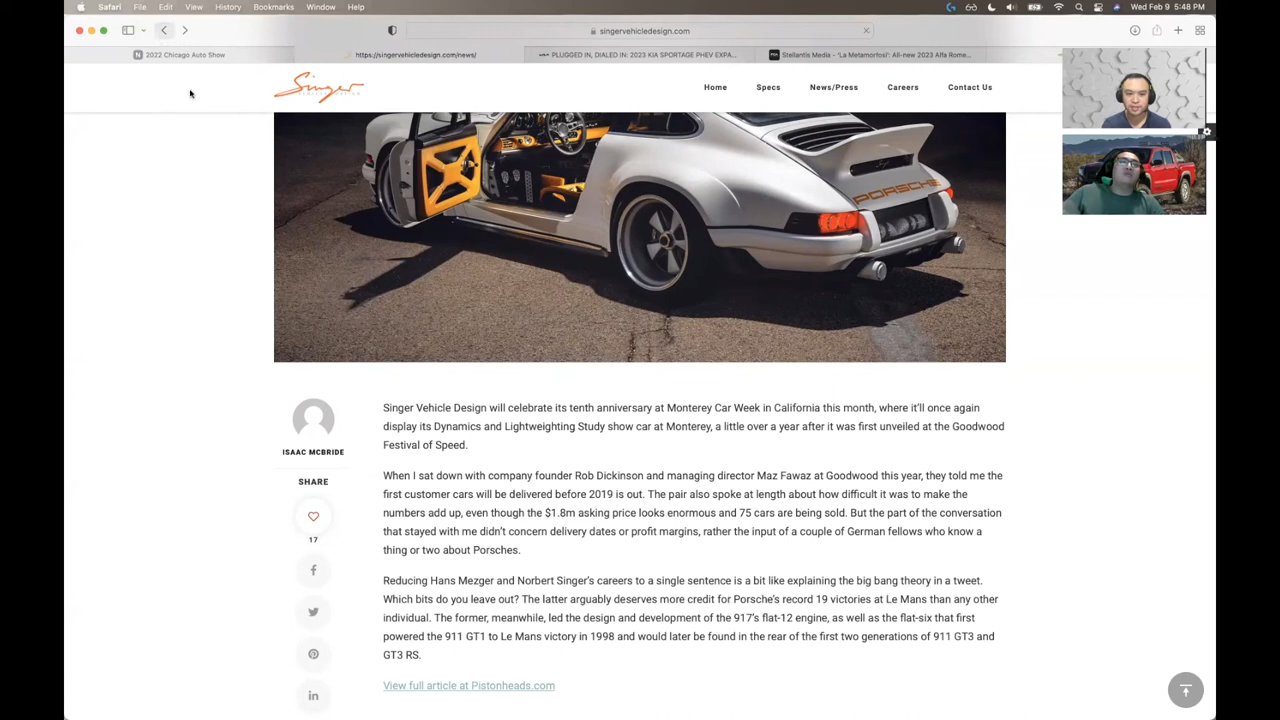 Safari File Edit View History Bookmarks Window Help
Wed Feb 9 5:48 PM
singervehicledesign.com
2022 Chicago Auto Show
https://singervehicledesign.com/news/
PLUGGED IN, DIALED IN: 2023 KIA SPORTAGE PHEV EXPA...
Stellantis Media - 'La Metamorfosi': All-new 2023 Alfa Rome...
Singer
Home Specs News/Press Careers Contact Us
PORSCHE
Singer Vehicle Design will celebrate its tenth anniversary at Monterey Car Week in California this month, where it'll once again
display its Dynamics and Lightweighting Study show car at Monterey, a little over a year after it was first unveiled at the Goodwood
Festival of Speed.
ISAAC MCBRIDE
SHARE
17
When I sat down with company founder Rob Dickinson and managing director Maz Fawaz at Goodwood this year, they told me the
first customer cars will be delivered before 2019 is out. The pair also spoke at length about how difficult it was to make the
numbers add up, even though the $1.8m asking price looks enormous and 75 cars are being sold. But the part of the conversation
that stayed with me didn't concern delivery dates or profit margins, rather the input of a couple of German fellows who know a
thing or two about Porsches.
Reducing Hans Mezger and Norbert Singer's careers to a single sentence is a bit like explaining the big bang theory in a tweet.
Which bits do you leave out? The latter arguably deserves more credit for Porsche's record 19 victories at Le Mans than any other
individual. The former, meanwhile, led the design and development of the 917's flat-12 engine, as well as the flat-six that first
powered the 911 GT1 to Le Mans victory in 1998 and would later be found in the rear of the first two generations of 911 GT3 and
GT3 RS.
View full article at Pistonheads.com